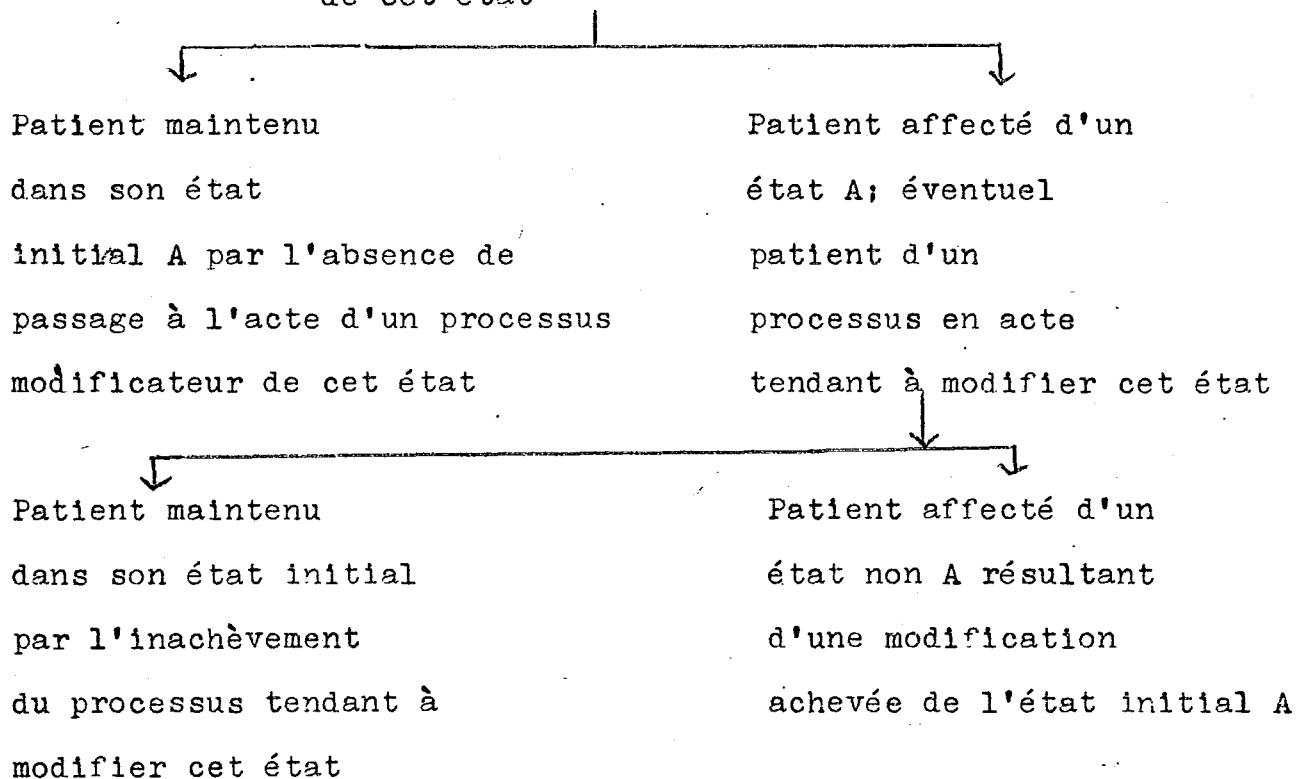 de cet état
Patient maintenu
dans son état
initial A par l'absence de
passage à l'acte d'un processus
modificateur de cet état
Patient affecté d'un
état A; éventuel
patient d'un
processus en acte
tendant à modifier cet état
Patient maintenu
dans son état initial
par l'inachèvement
du processus tendant à
modifier cet état
Patient affecté d'un
état non A résultant
d'une modification
achevée de l'état initial A